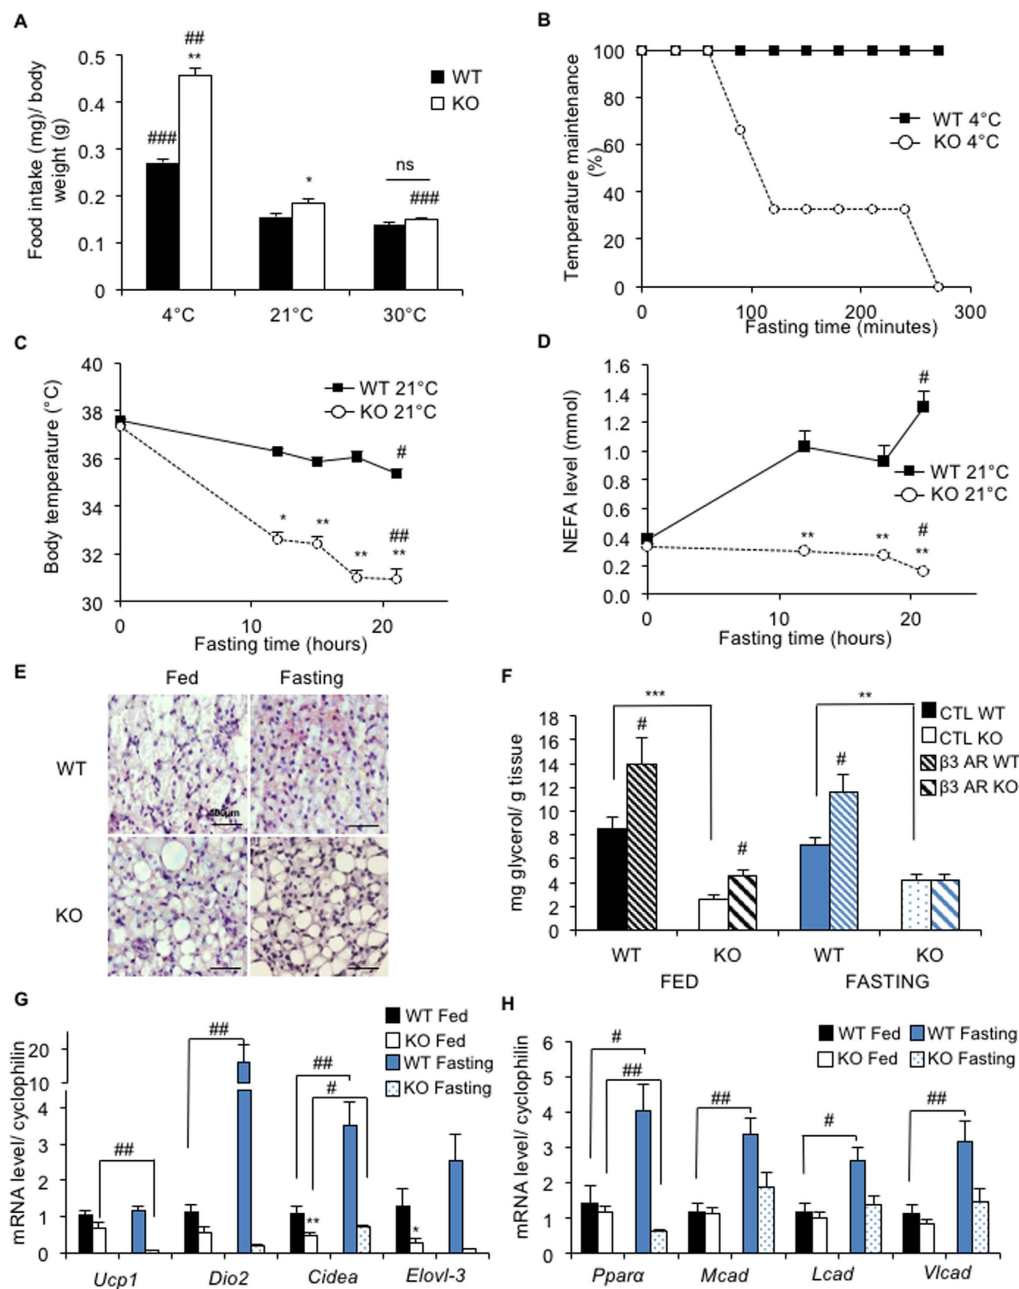 A
Food intake (mg)/ body
weight (g)
0.5
0.4
0.3
0.2
0.1
0
###
##
**
*
ns
###
WT
KO
4°C 21°C 30°C
B
Temperature maintenance
(%)
100
80
60
40
20
0
WT 4°C
KO 4°C
0 100 200 300
Fasting time (minutes)
C
Body temperature (°C)
40
38
36
34
32
30
WT 21°C
KO 21°C
#
* ** ** ##
**
0 10 20
Fasting time (hours)
D
NEFA level (mmol)
1.6
1.4
1.2
1.0
0.8
0.6
0.4
0.2
0.0
#
WT 21°C
KO 21°C
** ** #
**
0 10 20
Fasting time (hours)
E
Fed Fasting
WT
KO
400µm
F
mg glycerol/ g tissue
18
16
14
12
10
8
6
4
2
0
***
**
#
#
#
CTL WT
CTL KO
β3 AR WT
β3 AR KO
WT KO WT KO
FED FASTING
G
mRNA level/ cyclophilin
20
10
4
3
2
1
0
##
##
##
#
**
*
WT Fed
KO Fed
WT Fasting
KO Fasting
Ucp1 Dio2 Cidea Elovl-3
H
mRNA level/ cyclophilin
6
5
4
3
2
1
0
#
##
##
#
##
WT Fed WT Fasting
KO Fed KO Fasting
Pparα Mcad Lcad Vlcad